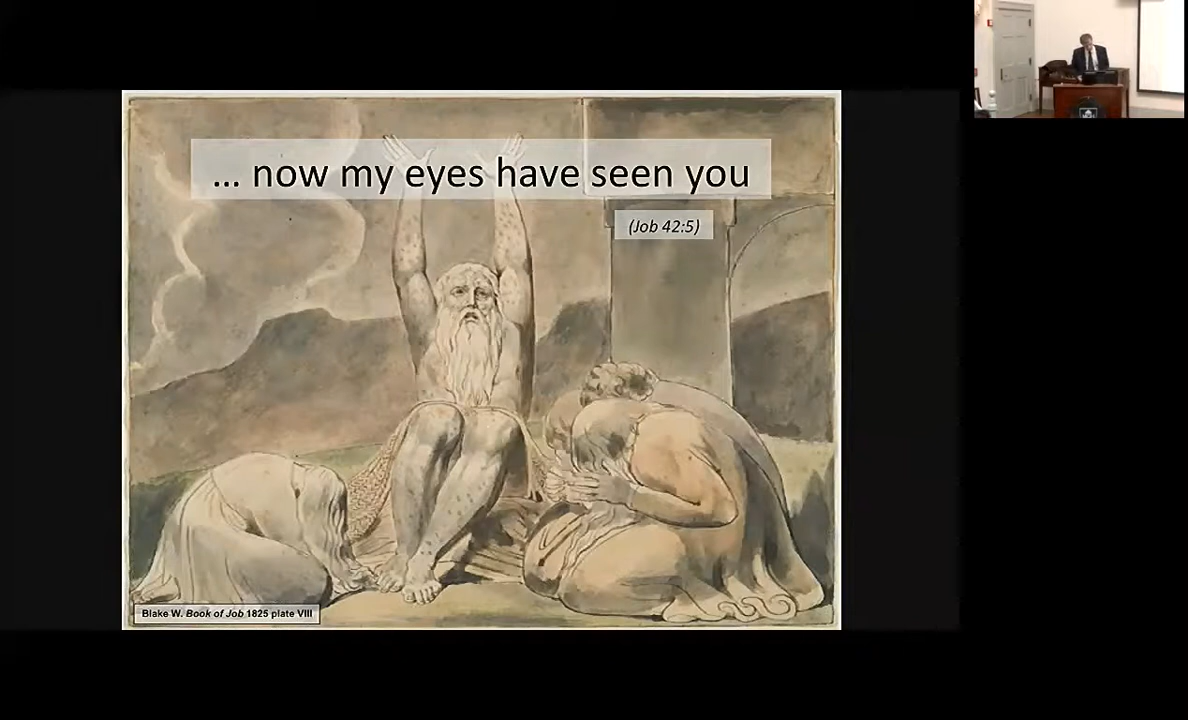 ... now my eyes have seen you
(Job 42:5)
Blake W. Book of Job 1825 plate VIII